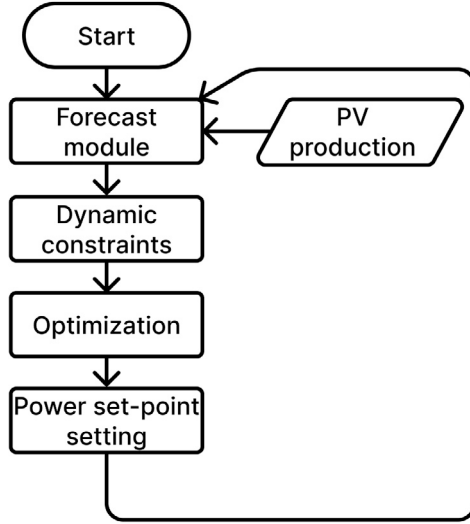 Start
Forecast
module
PV
production
Dynamic
constraints
Optimization
Power set-point
setting